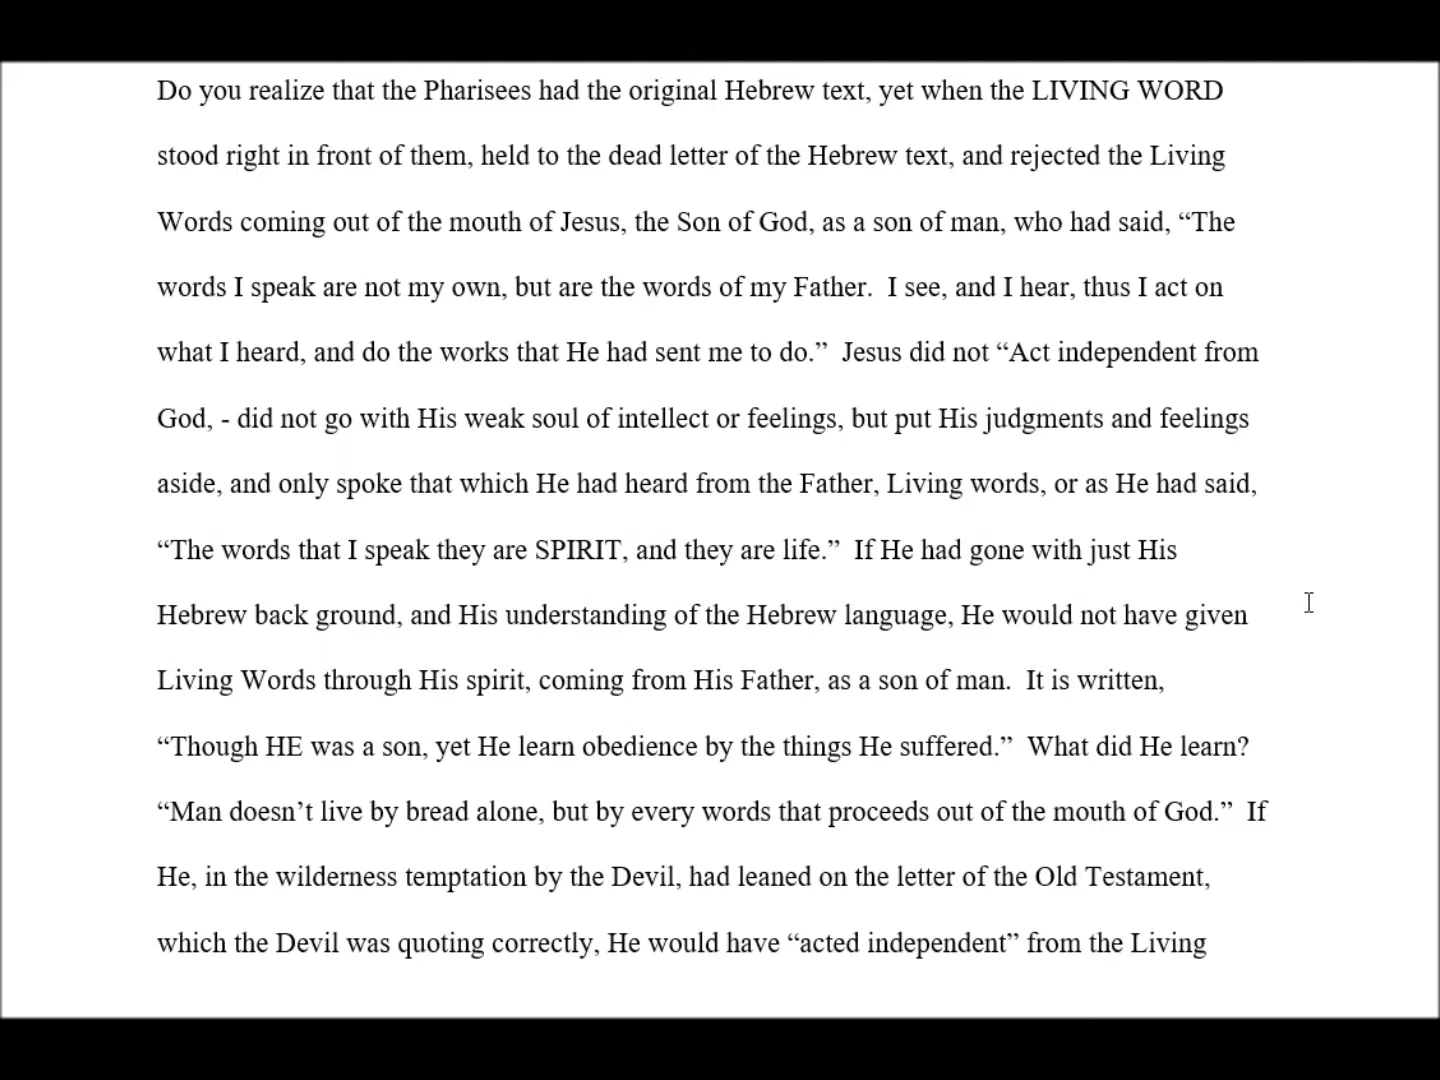 Do you realize that the Pharisees had the original Hebrew text, yet when the LIVING WORD
stood right in front of them, held to the dead letter of the Hebrew text, and rejected the Living
Words coming out of the mouth of Jesus, the Son of God, as a son of man, who had said, “The
words I speak are not my own, but are the words of my Father.  I see, and I hear, thus I act on
what I heard, and do the works that He had sent me to do.”  Jesus did not “Act independent from
God, - did not go with His weak soul of intellect or feelings, but put His judgments and feelings
aside, and only spoke that which He had heard from the Father, Living words, or as He had said,
“The words that I speak they are SPIRIT, and they are life.”  If He had gone with just His
Hebrew back ground, and His understanding of the Hebrew language, He would not have given
Living Words through His spirit, coming from His Father, as a son of man.  It is written,
“Though HE was a son, yet He learn obedience by the things He suffered.”  What did He learn?
“Man doesn’t live by bread alone, but by every words that proceeds out of the mouth of God.”  If
He, in the wilderness temptation by the Devil, had leaned on the letter of the Old Testament,
which the Devil was quoting correctly, He would have “acted independent” from the Living